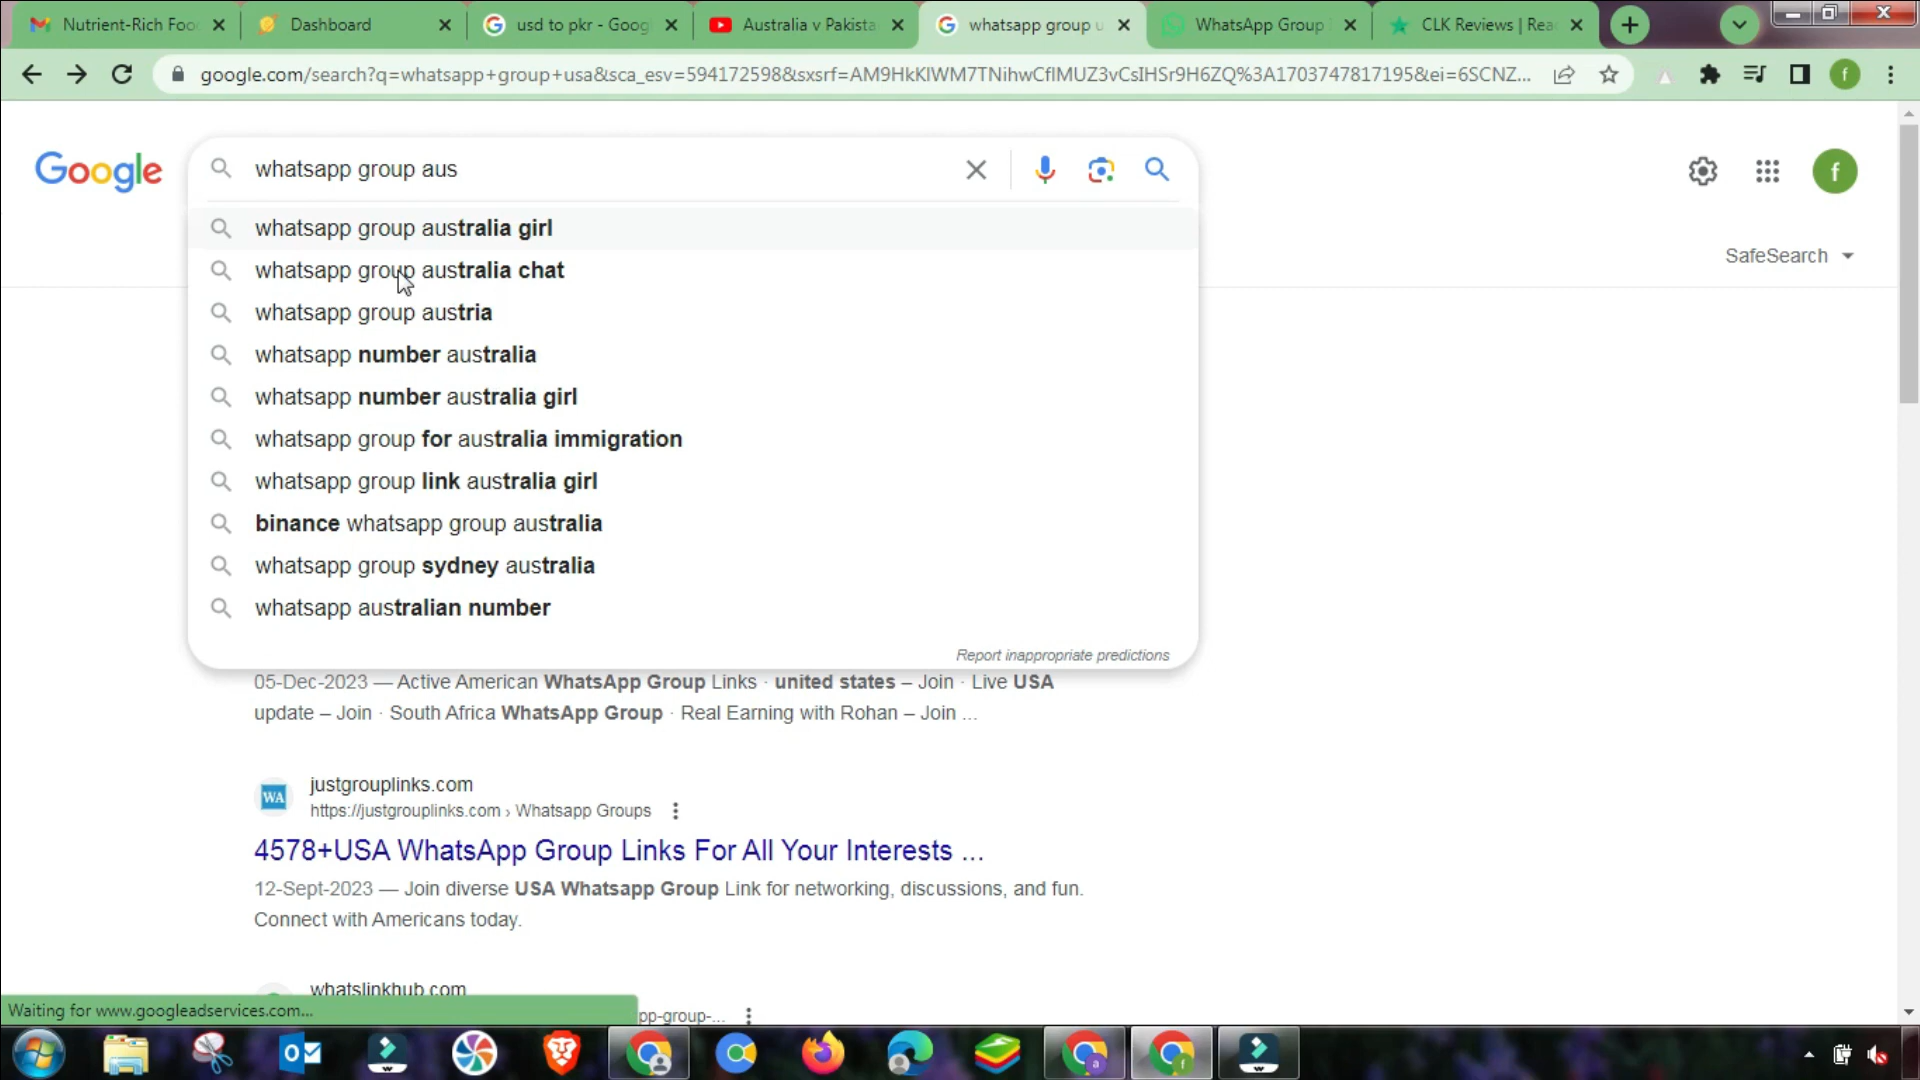 Nutrient-Rich Foo
Dashboard
usd to pkr - Goog
Australia v Pakista
whatsapp group u
WhatsApp Group
CLK Reviews | Rea
google.com/search?q=whatsapp+group+usa&sca_esv=594172598&sxsrf=AM9HkKlWM7TNihwCflMUZ3vCsIHSr9H6ZQ%3A1703747817195&ei=6SCNZ...
f
Google
whatsapp group aus
f
whatsapp group australia girl
SafeSearch
whatsapp group australia chat
whatsapp group austria
whatsapp number australia
whatsapp number australia girl
whatsapp group for australia immigration
whatsapp group link australia girl
binance whatsapp group australia
whatsapp group sydney australia
whatsapp australian number
Report inappropriate predictions
05-Dec-2023 — Active American WhatsApp Group Links · united states – Join · Live USA
update – Join · South Africa WhatsApp Group · Real Earning with Rohan – Join ...
WA
justgrouplinks.com
https://justgrouplinks.com › Whatsapp Groups
4578+USA WhatsApp Group Links For All Your Interests ...
12-Sept-2023 — Join diverse USA Whatsapp Group Link for networking, discussions, and fun.
Connect with Americans today.
whatslinkhub.com
Waiting for www.googleadservices.com...
pp-group-...